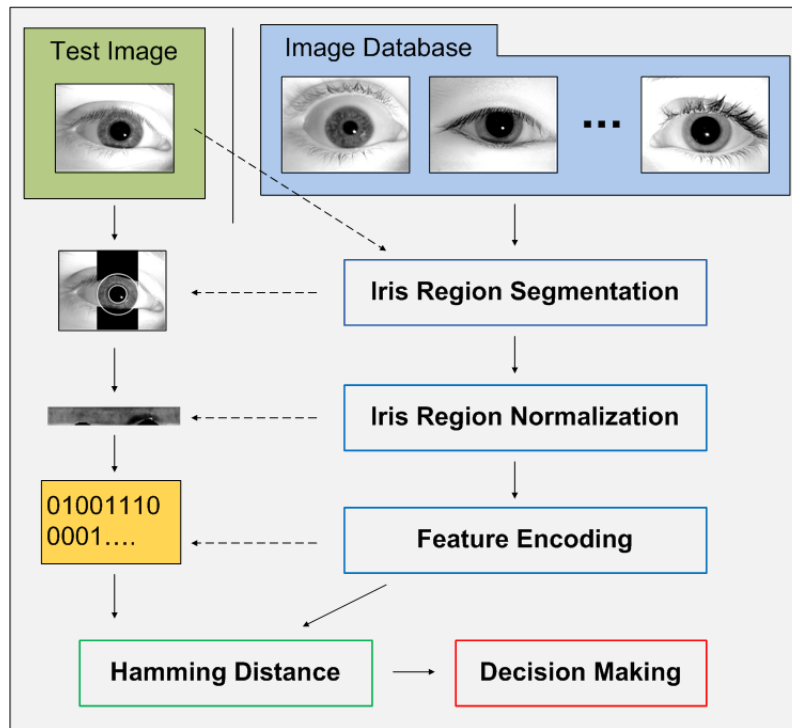 Test Image
Image Database
...
Iris Region Segmentation
Iris Region Normalization
01001110
0001....
Feature Encoding
Hamming Distance
Decision Making